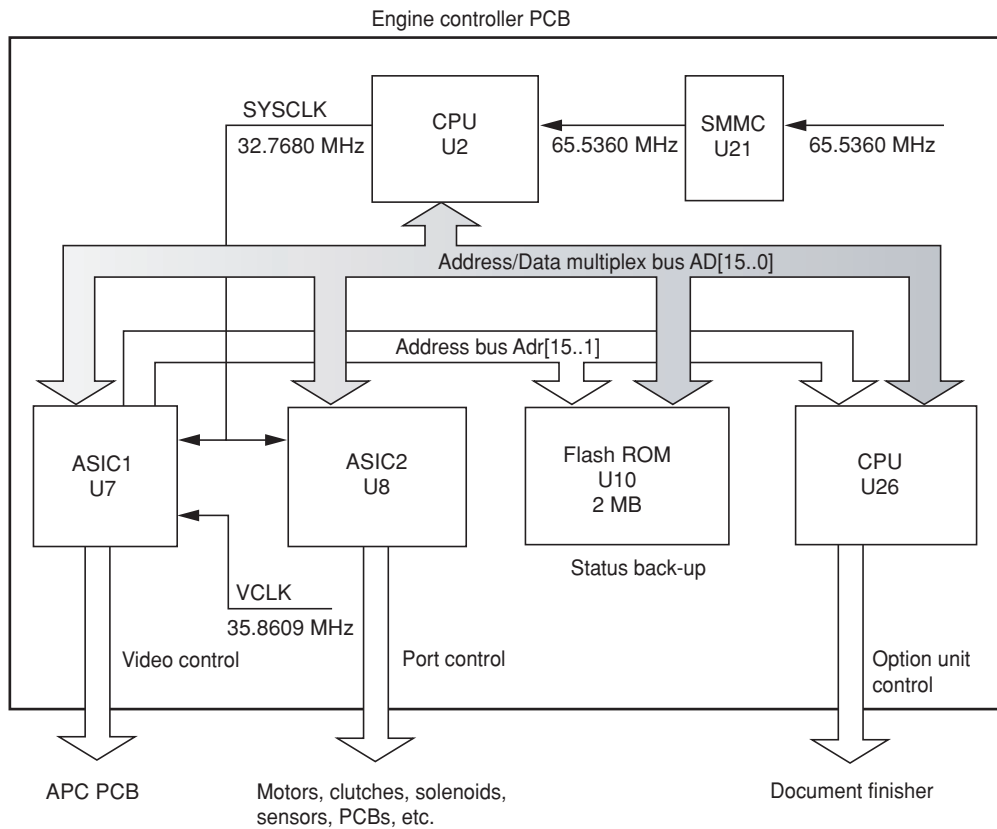 Engine controller PCB
SYSCLK
32.7680 MHz
CPU
U2
65.5360 MHz
SMMC
U21
65.5360 MHz
Address/Data multiplex bus AD[15..0]
Address bus Adr[15..1]
ASIC1
U7
ASIC2
U8
Flash ROM
U10
2 MB
CPU
U26
Status back-up
VCLK
35.8609 MHz
Video control
Port control
Option unit
control
APC PCB
Motors, clutches, solenoids,
sensors, PCBs, etc.
Document finisher